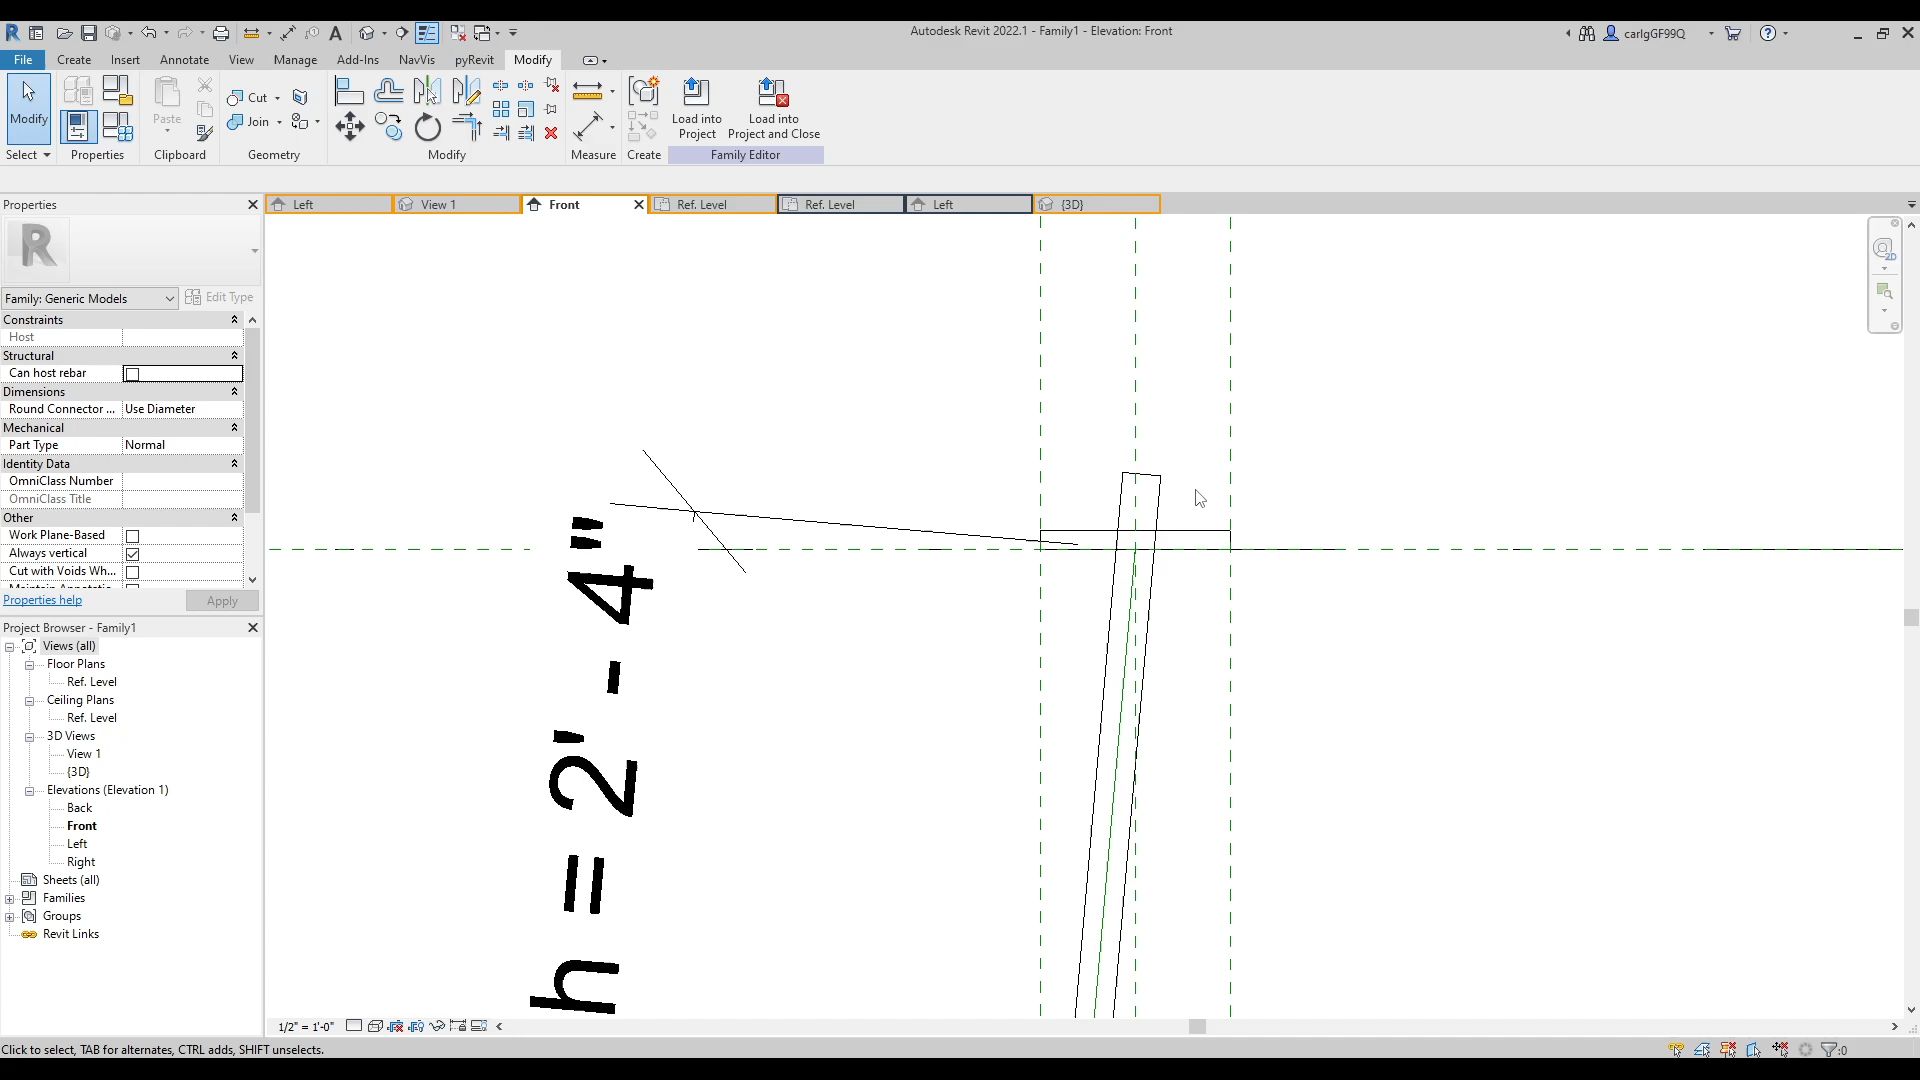 Autodesk Revit 2022.1 - Family1 - Elevation: Front
carlgGF99Q
File Create Insert Annotate View Manage Add-Ins NavVis pyRevit Modify
Modify
Paste
Cut
Join
Load into
Project
Load into
Project and Close
Select Properties Clipboard Geometry Modify Measure Create Family Editor
Properties
Left View 1 Front Ref. Level Ref. Level Left {3D}
Family: Generic Models Edit Type
Constraints
Host
Structural
Can host rebar
Dimensions
Round Connector ... Use Diameter
Mechanical
Part Type Normal
Identity Data
OmniClass Number
OmniClass Title
Other
Work Plane-Based
Always vertical
Cut with Voids Wh...
Properties help Apply
Project Browser - Family1
Views (all)
Floor Plans
Ref. Level
Ceiling Plans
Ref. Level
3D Views
View 1
{3D}
Elevations (Elevation 1)
Back
Front
Left
Right
Sheets (all)
Families
Groups
Revit Links
h = 2' - 4"
2D
1/2" = 1'-0"
Click to select, TAB for alternates, CTRL adds, SHIFT unselects.
:0